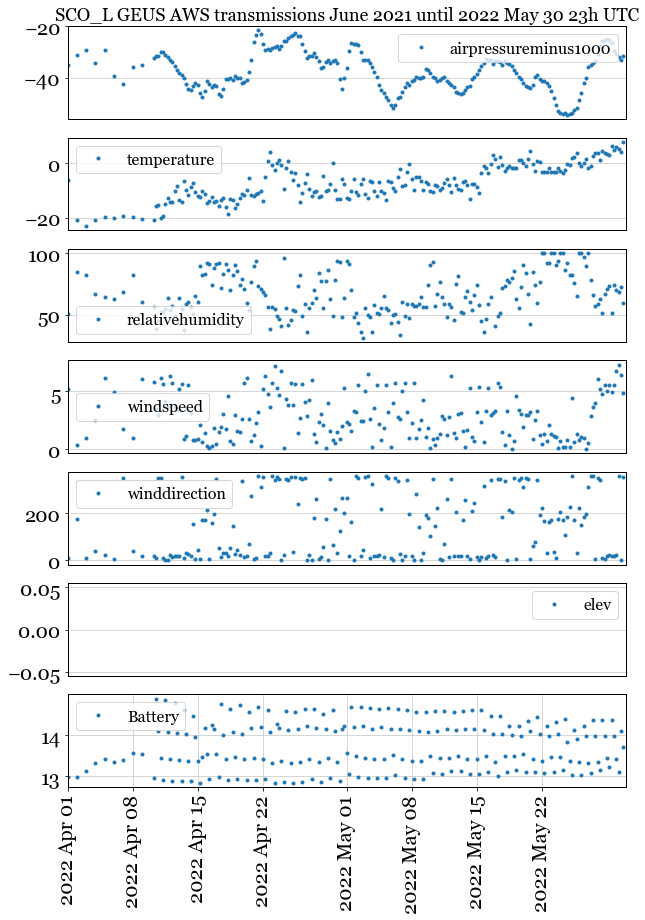 SCO_L GEUS AWS transmissions June 2021 until 2022 May 30 23h UTC
−20
−40
airpressureminus1000
0
−20
temperature
100
50
relativehumidity
5
0
windspeed
200
0
winddirection
0.05
0.00
−0.05
elev
14
13
Battery
2022 Apr 01
2022 Apr 08
2022 Apr 15
2022 Apr 22
2022 May 01
2022 May 08
2022 May 15
2022 May 22